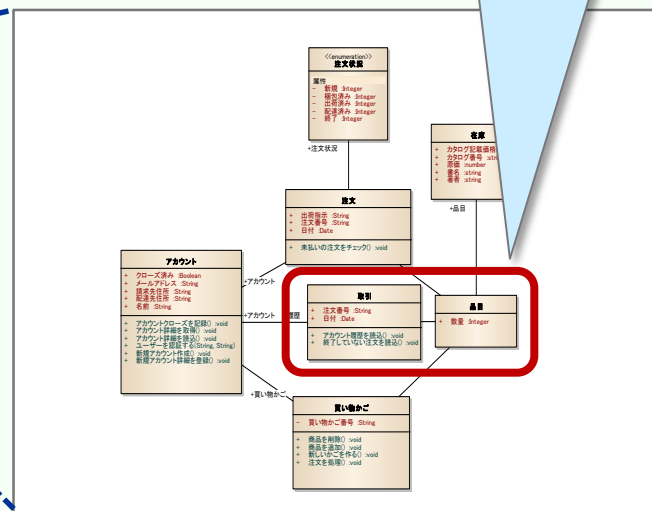 <<enumeration>>
注文状況
属性
- 新規 :Integer
- 梱包済み :Integer
- 出荷済み :Integer
- 配達済み :Integer
- 終了 :Integer
+注文状況
在庫
+ カタログ記載価格
+ カタログ番号 :stri
+ 原価 :number
+ 書名 :string
+ 著者 :string
+品目
注文
+ 出荷指示 :String
+ 注文番号 :String
+ 日付 :Date
+ 未払いの注文をチェック() :void
アカウント
+ クローズ済み :Boolean
+ メールアドレス :String
+ 請求先住所 :String
+ 配達先住所 :String
+ 名前 :String
+ アカウントクローズを記録() :void
+ アカウント詳細を取得() :void
+ アカウント詳細を読込() :void
+ ユーザーを認証する(String, String)
+ 新規アカウント作成() :void
+ 新規アカウント詳細を登録() :void
+アカウント
+アカウント
履歴
取引
+ 注文番号 :String
+ 日付 :Date
+ アカウント履歴を読込() :void
+ 終了していない注文を読込() :void
品目
+ 数量 :Integer
+買い物かご
買い物かご
- 買い物かご番号 :String
+ 商品を削除() :void
+ 商品を追加() :void
+ 新しいかごを作る() :void
+ 注文を処理() :void